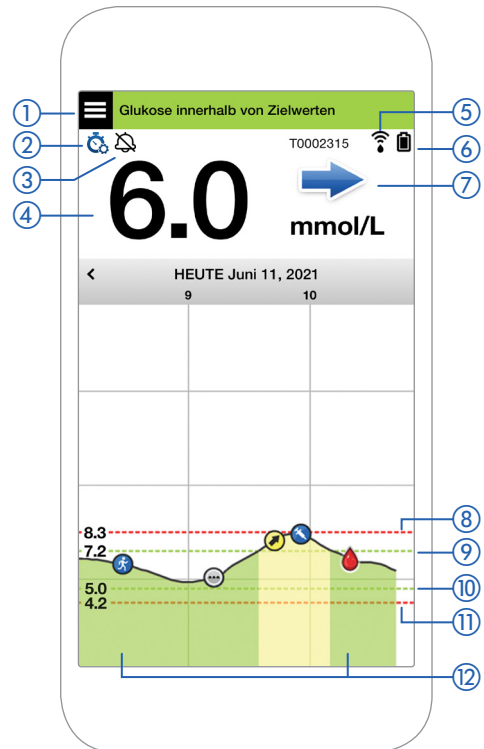 ① Glukose innerhalb von Zielwerten ⑤
② T0002315 ⑥
③
④ 6.0 ⑦
mmol/L
HEUTE Juni 11, 2021
9 10
8.3 ⑧
7.2 ⑨
5.0 ⑩
4.2 ⑪
⑫